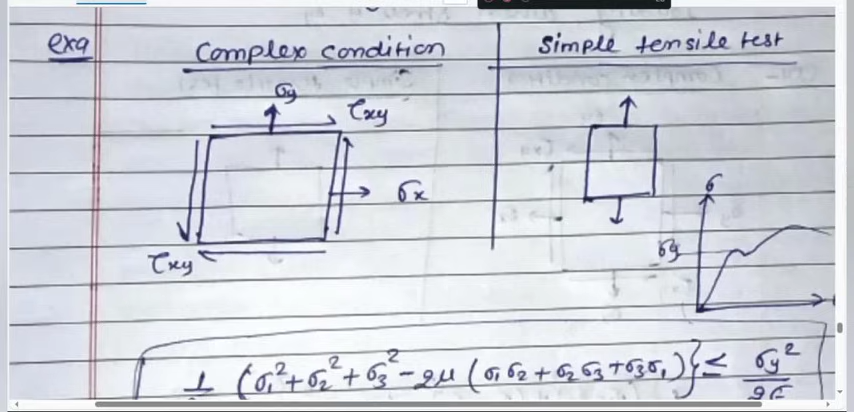 exa
Complex condition
Simple tensile test
σy
τxy
σx
τxy
σ
σy
1 {σ1² + σ2² + σ3² - 2μ (σ1σ2 + σ2σ3 + σ3σ1)} ≤ σy²
2E